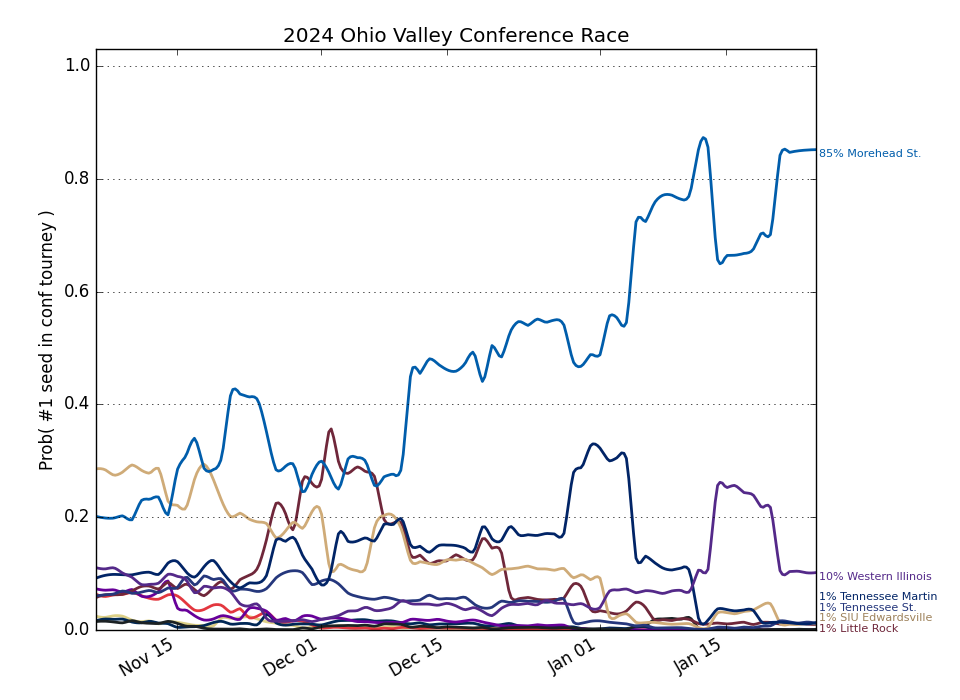 2024 Ohio Valley Conference Race
Prob( #1 seed in conf tourney )
1.0
0.8
0.6
0.4
0.2
0.0
Nov 15
Dec 01
Dec 15
Jan 01
Jan 15
85% Morehead St.
10% Western Illinois
1% Tennessee Martin
1% Tennessee St.
1% SIU Edwardsville
1% Little Rock